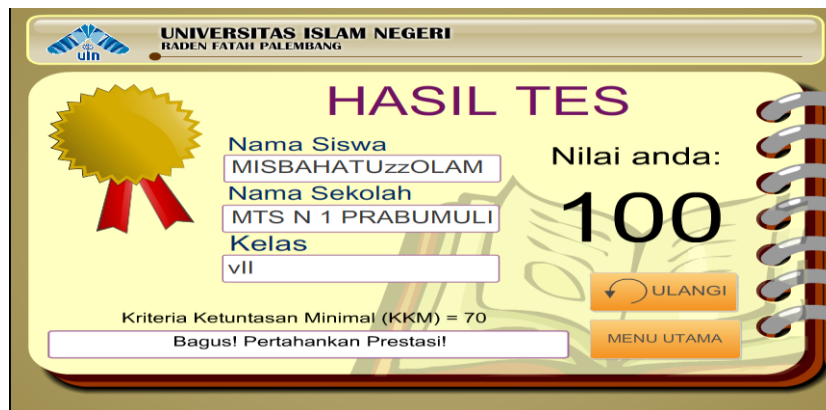 uin
UNIVERSITAS ISLAM NEGERI
RADEN FATAH PALEMBANG
HASIL TES
Nama Siswa
MISBAHATUzzOLAM
Nama Sekolah
MTS N 1 PRABUMULI
Kelas
vII
Nilai anda:
100
ULANGI
Kriteria Ketuntasan Minimal (KKM) = 70
Bagus! Pertahankan Prestasi!
MENU UTAMA